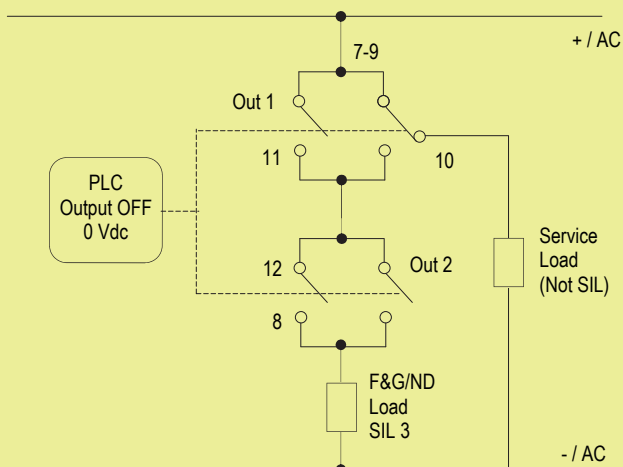 + / AC
7-9
Out 1
11
10
PLC
Output OFF
0 Vdc
Service
Load
(Not SIL)
12
Out 2
8
F&G/ND
Load
SIL 3
- / AC